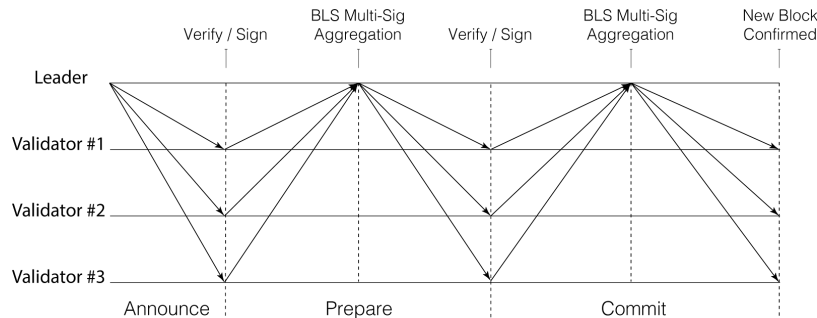 Verify / Sign
BLS Multi-Sig
Aggregation
Verify / Sign
BLS Multi-Sig
Aggregation
New Block
Confirmed
Leader
Validator #1
Validator #2
Validator #3
Announce
Prepare
Commit